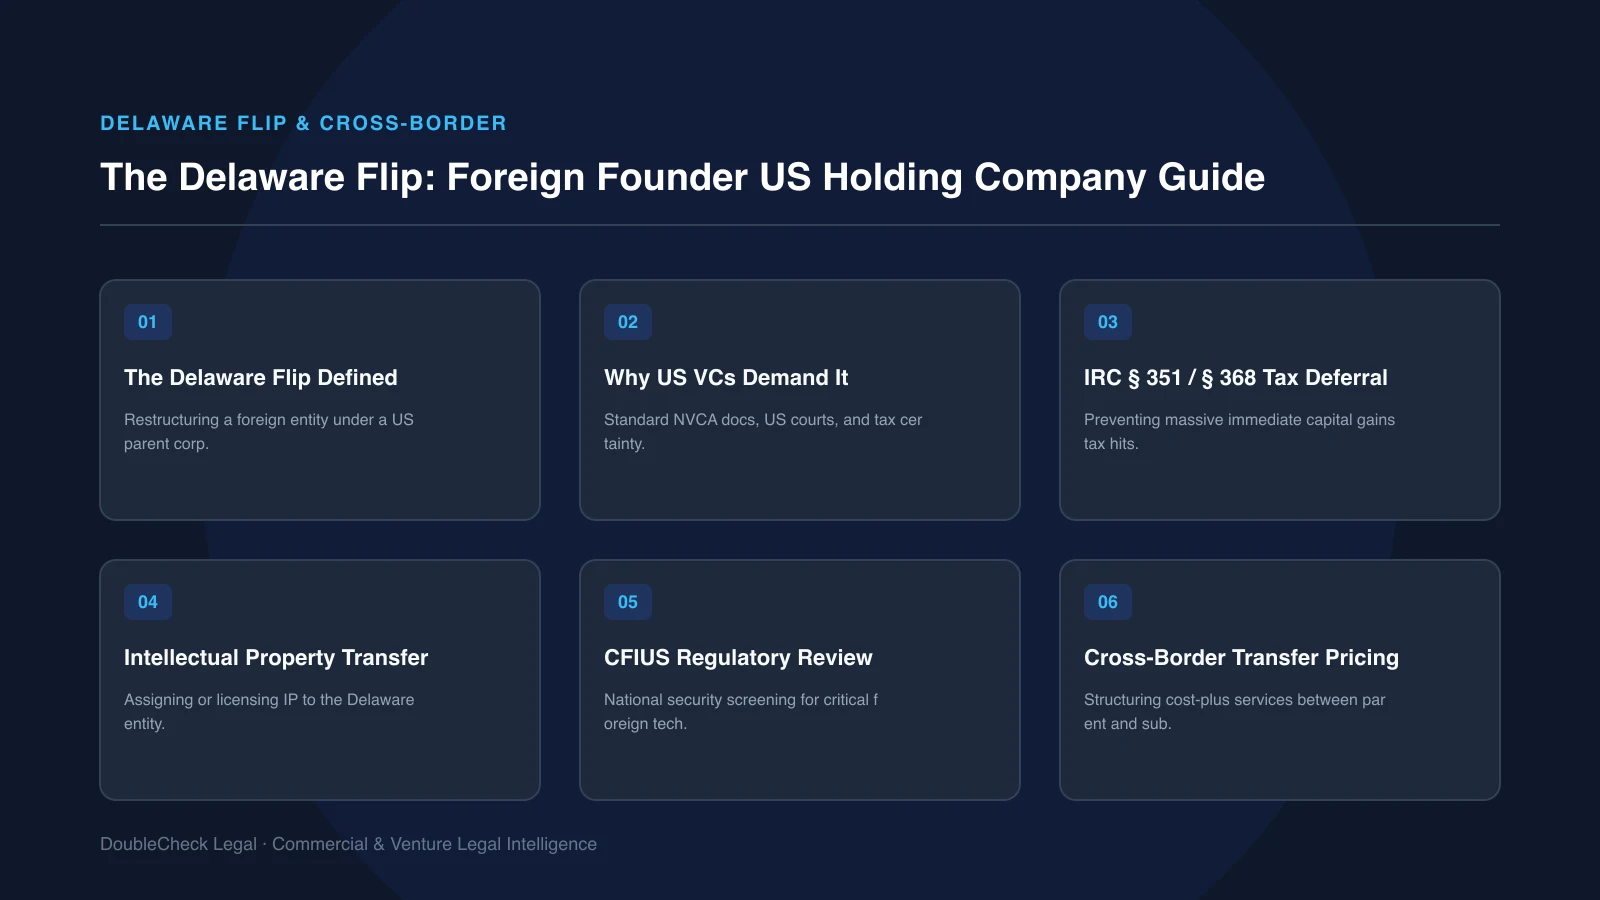 DELAWARE FLIP & CROSS-BORDER
The Delaware Flip: Foreign Founder US Holding Company Guide
01
The Delaware Flip Defined
Restructuring a foreign entity under a US
parent corp.
02
Why US VCs Demand It
Standard NVCA docs, US courts, and tax cer
tainty.
03
IRC § 351 / § 368 Tax Deferral
Preventing massive immediate capital gains
tax hits.
04
Intellectual Property Transfer
Assigning or licensing IP to the Delaware
entity.
05
CFIUS Regulatory Review
National security screening for critical f
oreign tech.
06
Cross-Border Transfer Pricing
Structuring cost-plus services between par
ent and sub.
DoubleCheck Legal · Commercial & Venture Legal Intelligence